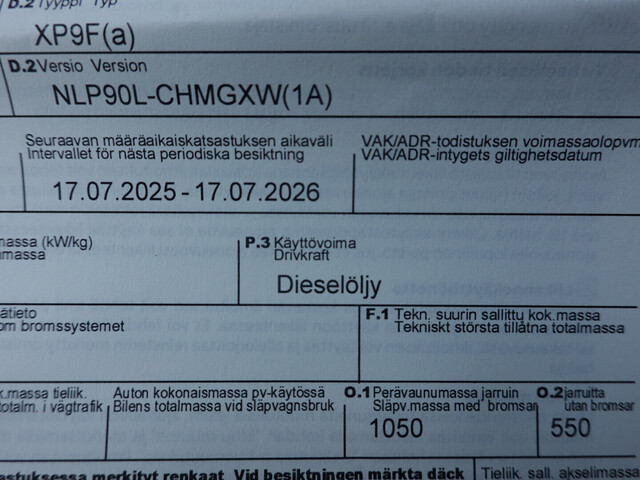 D.2 Tyyppi Typ
XP9F(a)
D.2 Versio Version
NLP90L-CHMGXW(1A)
Seuraavan määräaikaiskatsastuksen aikaväli
Intervallet för nästa periodiska besiktning
17.07.2025 - 17.07.2026
VAK/ADR-todistuksen voimassaolopvm
VAK/ADR-intygets giltighetsdatum
massa (kW/kg)
massa
P.3 Käyttövoima
Drivkraft
Dieselöljy
bromssystemet
F.1 Tekn. suurin sallittu kok.massa
Tekniskt största tillåtna totalmassa
k.massa tieliik.
totalm. i vägtrafik
Auton kokonaismassa pv-käytössä
Bilens totalmassa vid släpvagnsbruk
O.1 Perävaunumassa jarruin
Släpv.massa med bromsar
1050
O.2 jarruitta
utan bromsar
550
merkityt renkaat Vid besiktningen märkta däck
Tieliik. sall. akselimassa